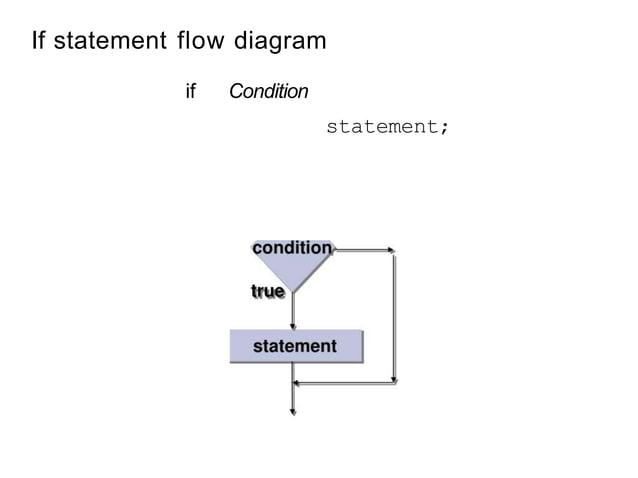 If statement flow diagram
if Condition
statement;
condition
true
statement